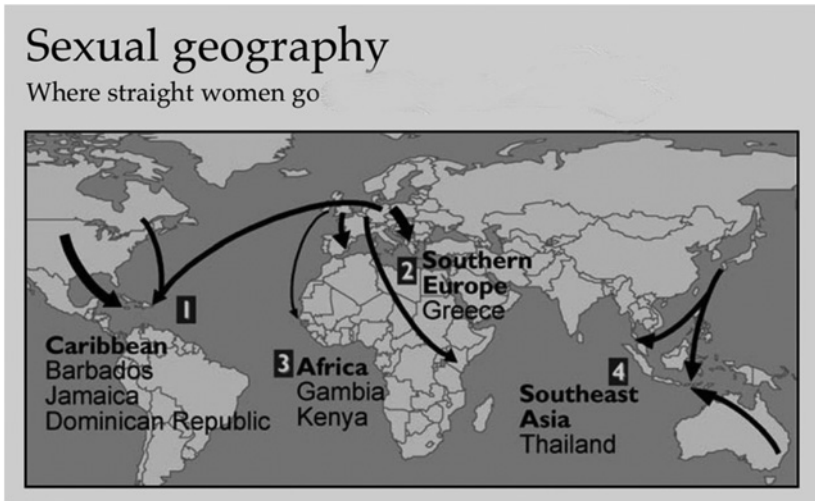 Sexual geography
Where straight women go
1
Caribbean
Barbados
Jamaica
Dominican Republic
2
Southern
Europe
Greece
3
Africa
Gambia
Kenya
4
Southeast
Asia
Thailand